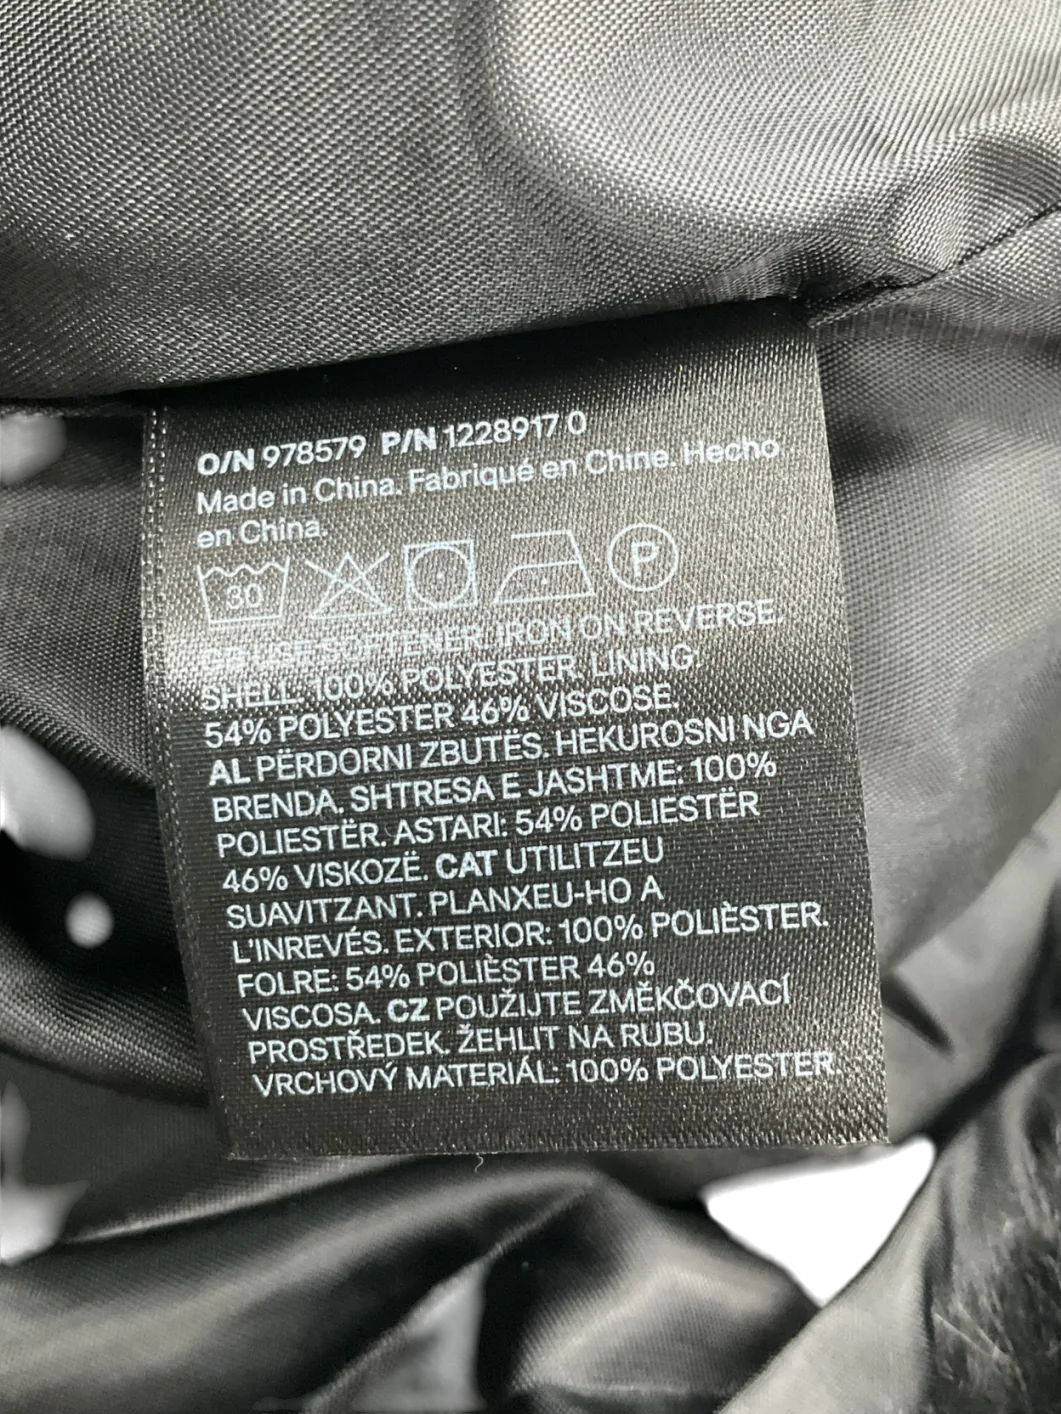 O/N 978579 P/N 1228917 0
Made in China. Fabriqué en Chine. Hecho
en China.
30 P
GB USE SOFTENER. IRON ON REVERSE.
SHELL: 100% POLYESTER. LINING:
54% POLYESTER 46% VISCOSE.
AL PËRDORNI ZBUTËS. HEKUROSNI NGA
BRENDA. SHTRESA E JASHTME: 100%
POLIESTËR. ASTARI: 54% POLIESTËR
46% VISKOZË. CAT UTILITZEU
SUAVITZANT. PLANXEU-HO A
L'INREVÉS. EXTERIOR: 100% POLIÈSTER.
FOLRE: 54% POLIÈSTER 46%
VISCOSA. CZ POUŽIJTE ZMĚKČOVACÍ
PROSTŘEDEK. ŽEHLIT NA RUBU.
VRCHOVÝ MATERIÁL: 100% POLYESTER.